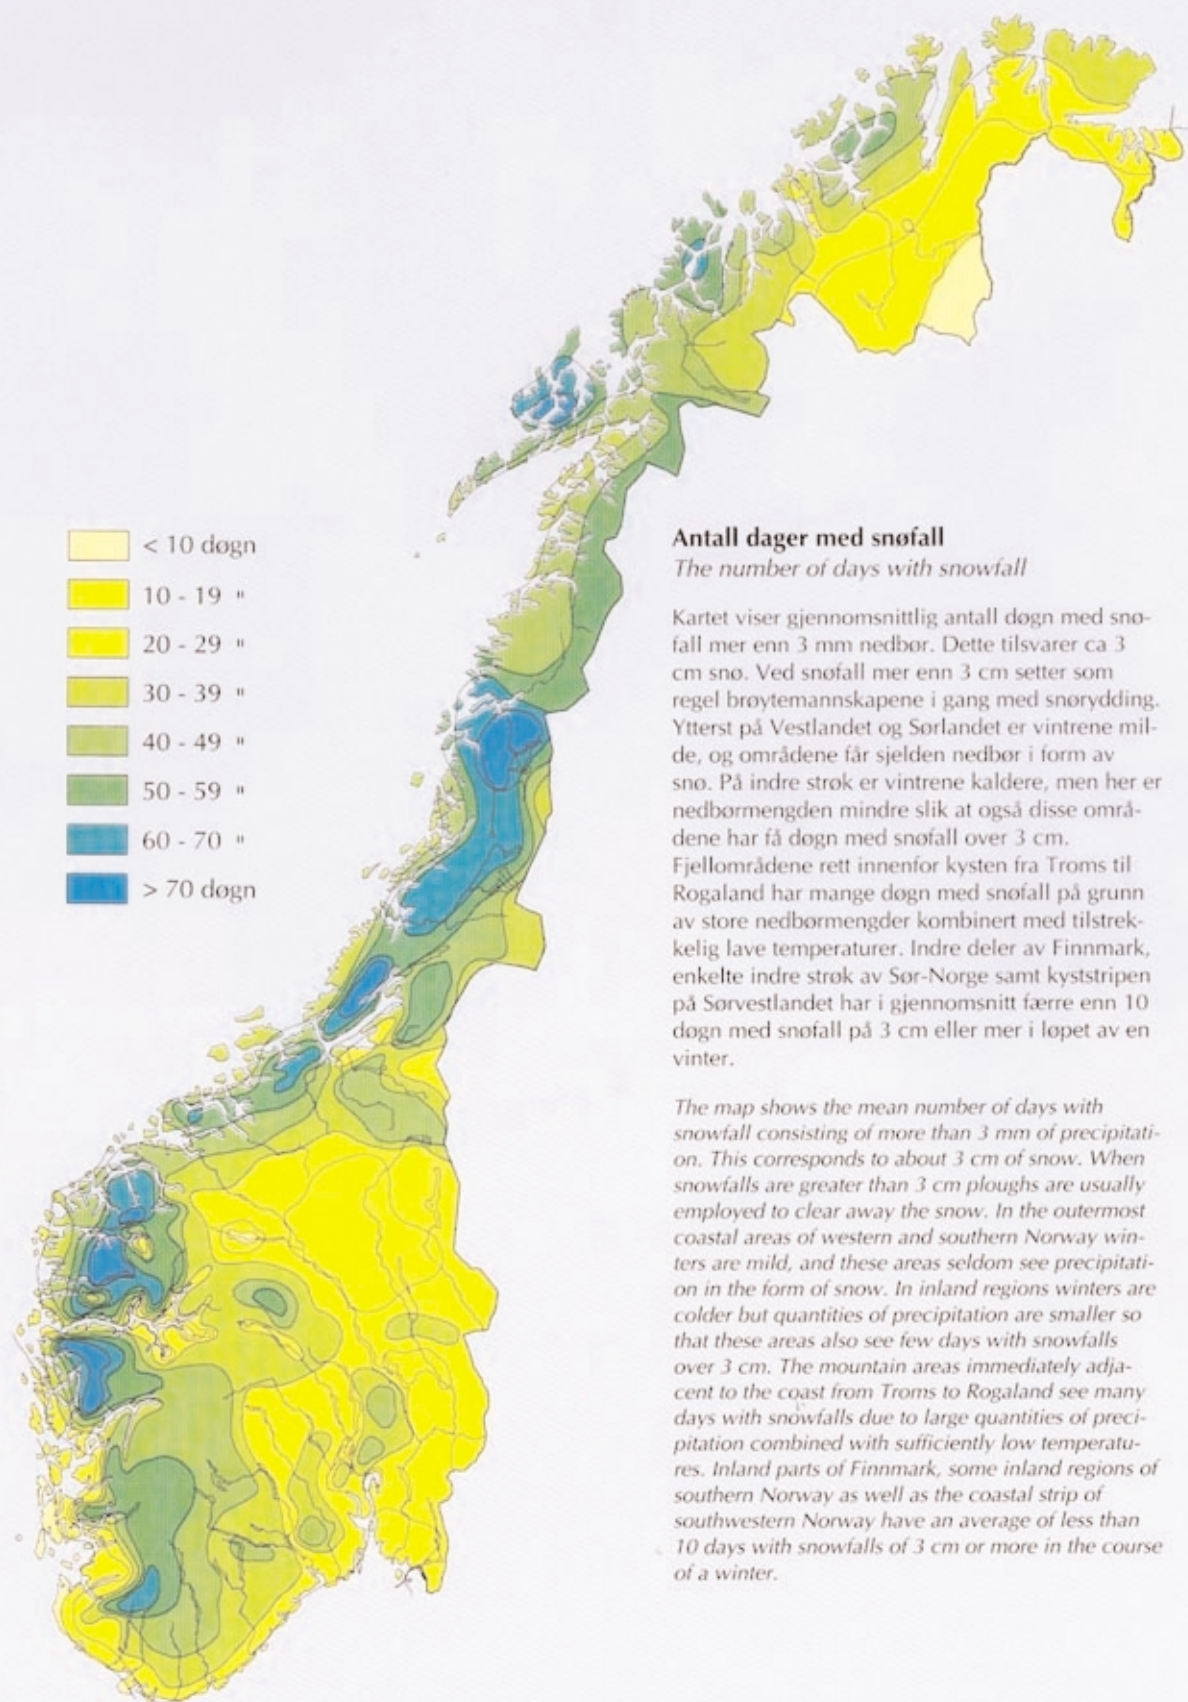 < 10 døgn
10 - 19 "
20 - 29 "
30 - 39 "
40 - 49 "
50 - 59 "
60 - 70 "
> 70 døgn
Antall dager med snøfall
The number of days with snowfall
Kartet viser gjennomsnittlig antall døgn med snø-
fall mer enn 3 mm nedbør. Dette tilsvarer ca 3
cm snø. Ved snøfall mer enn 3 cm setter som
regel brøytemannskapene i gang med snørydding.
Ytterst på Vestlandet og Sørlandet er vintrene mil-
de, og områdene får sjelden nedbør i form av
snø. På indre strøk er vintrene kaldere, men her er
nedbørmengden mindre slik at også disse områ-
dene har få døgn med snøfall over 3 cm.
Fjellområdene rett innenfor kysten fra Troms til
Rogaland har mange døgn med snøfall på grunn
av store nedbørmengder kombinert med tilstrek-
kelig lave temperaturer. Indre deler av Finnmark,
enkelte indre strøk av Sør-Norge samt kyststripen
på Sørvestlandet har i gjennomsnitt færre enn 10
døgn med snøfall på 3 cm eller mer i løpet av en
vinter.
The map shows the mean number of days with
snowfall consisting of more than 3 mm of precipitati-
on. This corresponds to about 3 cm of snow. When
snowfalls are greater than 3 cm ploughs are usually
employed to clear away the snow. In the outermost
coastal areas of western and southern Norway win-
ters are mild, and these areas seldom see precipitati-
on in the form of snow. In inland regions winters are
colder but quantities of precipitation are smaller so
that these areas also see few days with snowfalls
over 3 cm. The mountain areas immediately adja-
cent to the coast from Troms to Rogaland see many
days with snowfalls due to large quantities of preci-
pitation combined with sufficiently low temperatu-
res. Inland parts of Finnmark, some inland regions of
southern Norway as well as the coastal strip of
southwestern Norway have an average of less than
10 days with snowfalls of 3 cm or more in the course
of a winter.